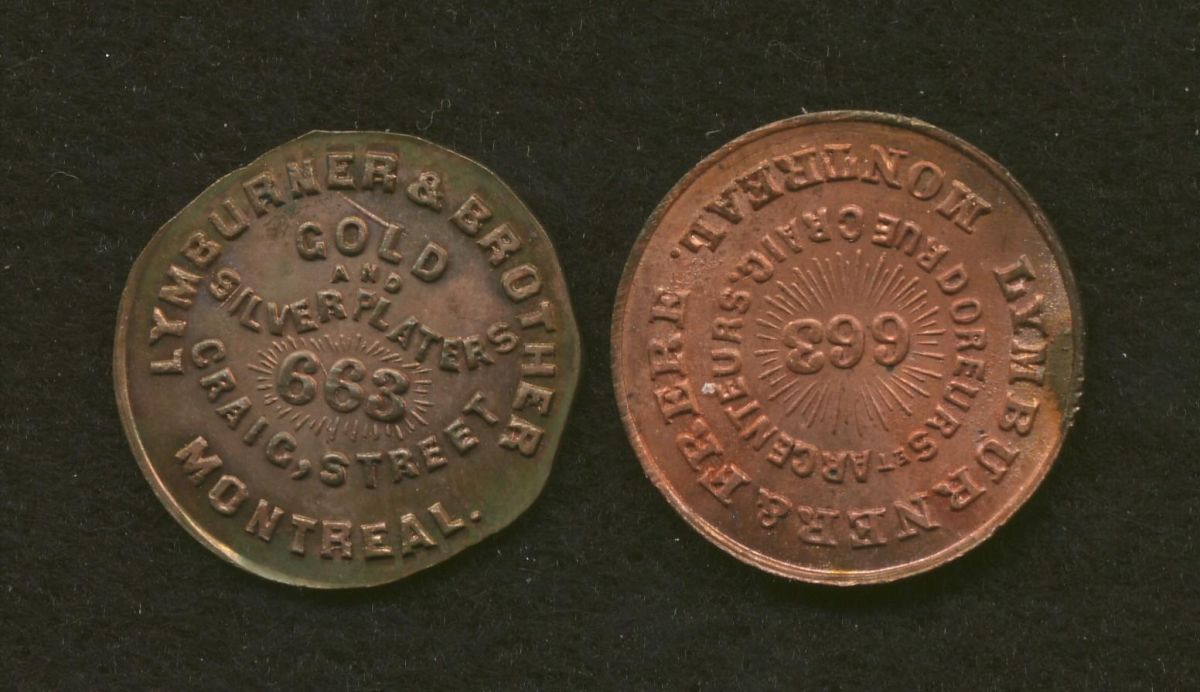 LYMBURNER & BROTHER
GOLD
AND
SILVER PLATERS
663
CRAIG, STREET
MONTREAL.
LYMBURNER & FRERE.
DOREURS ET ARGENTEURS.
663
RUE CRAIG.
MONTREAL